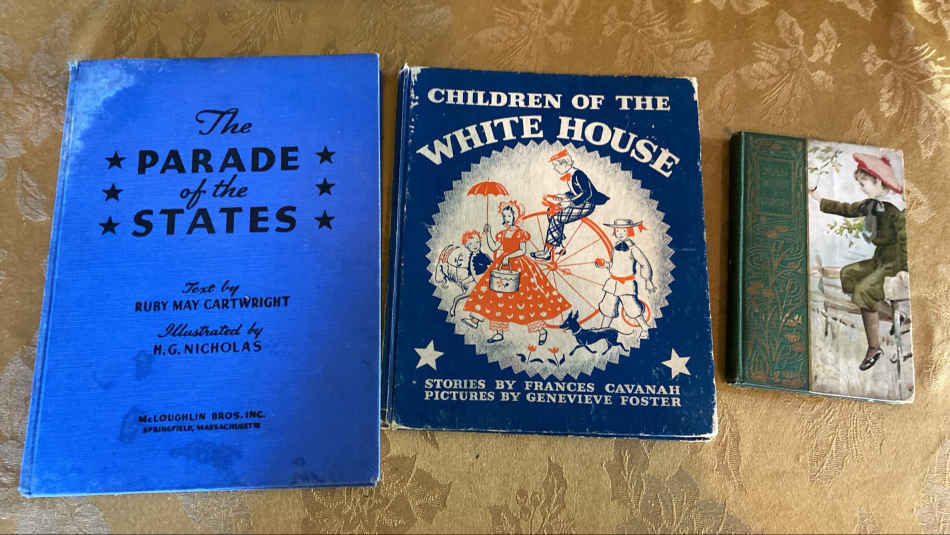 The
PARADE
of the
STATES
Text by
RUBY MAY CARTWRIGHT
Illustrated by
H.G. NICHOLAS
McLOUGHLIN BROS. INC.
SPRINGFIELD, MASSACHUSETTS
CHILDREN OF THE
WHITE HOUSE
STORIES BY FRANCES CAVANAH
PICTURES BY GENEVIEVE FOSTER